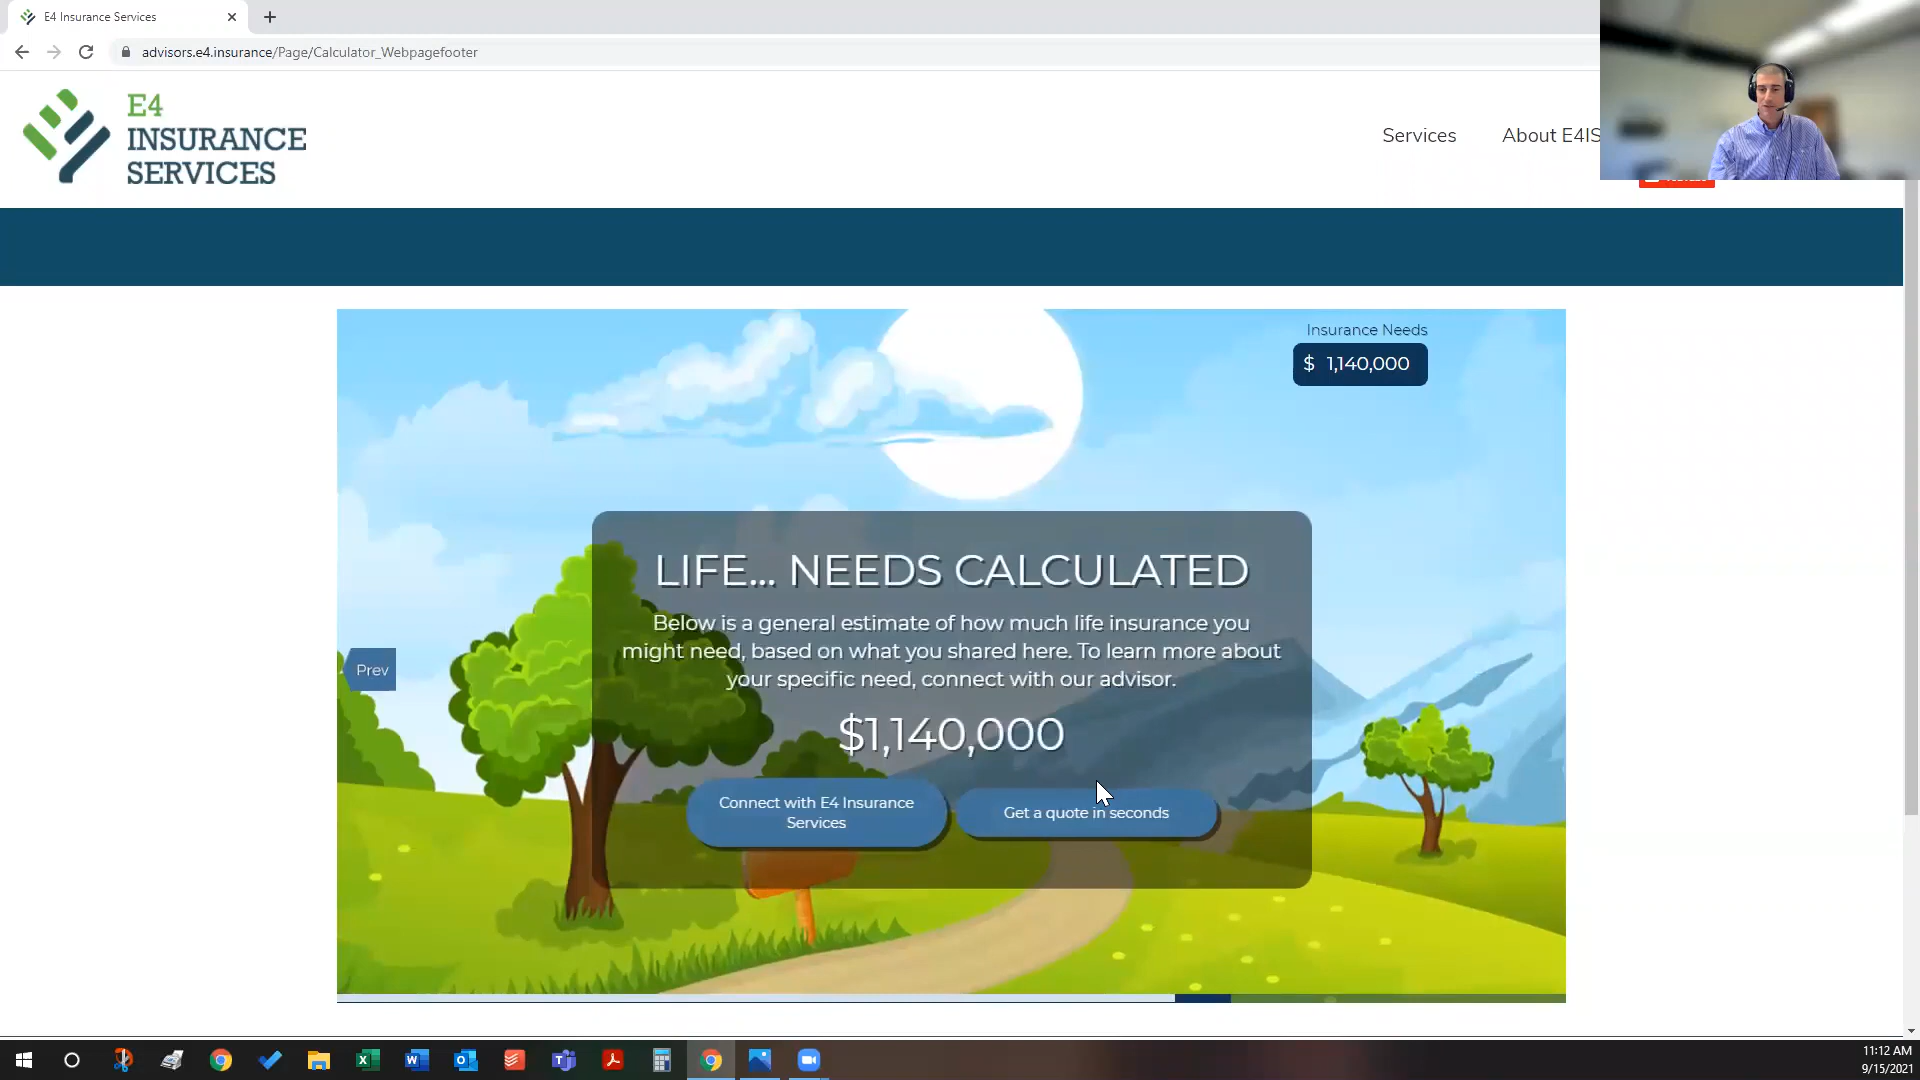 E4 Insurance Services
advisors.e4.insurance/Page/Calculator_Webpagefooter
E4
INSURANCE
SERVICES
Services
About E4IS
Insurance Needs
$ 1,140,000
LIFE... NEEDS CALCULATED
Below is a general estimate of how much life insurance you
might need, based on what you shared here. To learn more about
your specific need, connect with our advisor.
$1,140,000
Prev
Connect with E4 Insurance
Services
Get a quote in seconds
11:12 AM
9/15/2021